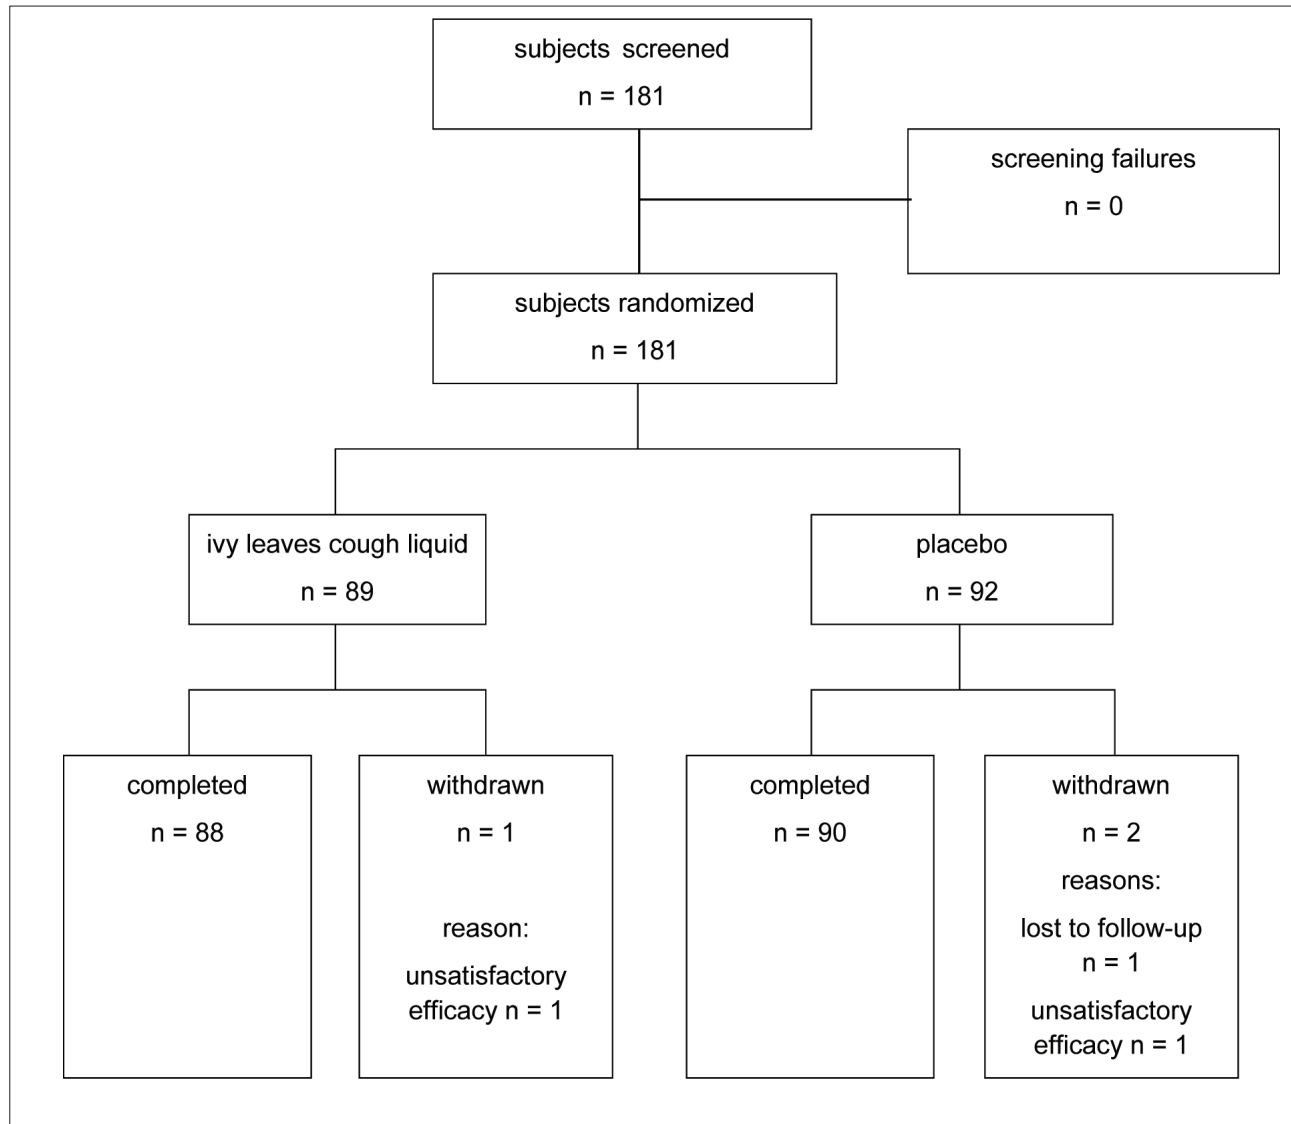 subjects screened
n = 181
screening failures
n = 0
subjects randomized
n = 181
ivy leaves cough liquid
n = 89
placebo
n = 92
completed
n = 88
withdrawn
n = 1
reason:
unsatisfactory
efficacy n = 1
completed
n = 90
withdrawn
n = 2
reasons:
lost to follow-up
n = 1
unsatisfactory
efficacy n = 1